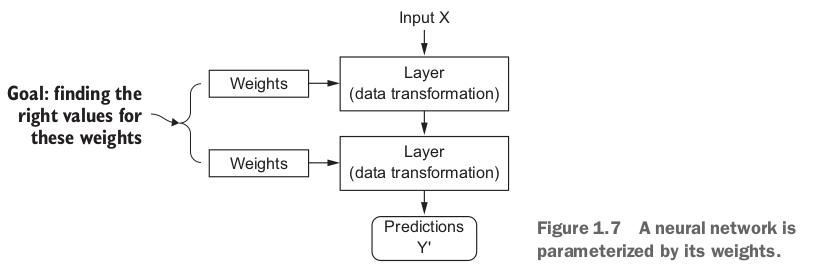 Input X
Layer
(data transformation)
Weights
Goal: finding the
right values for
these weights
Layer
(data transformation)
Weights
Predictions
Y'
Figure 1.7 A neural network is
parameterized by its weights.